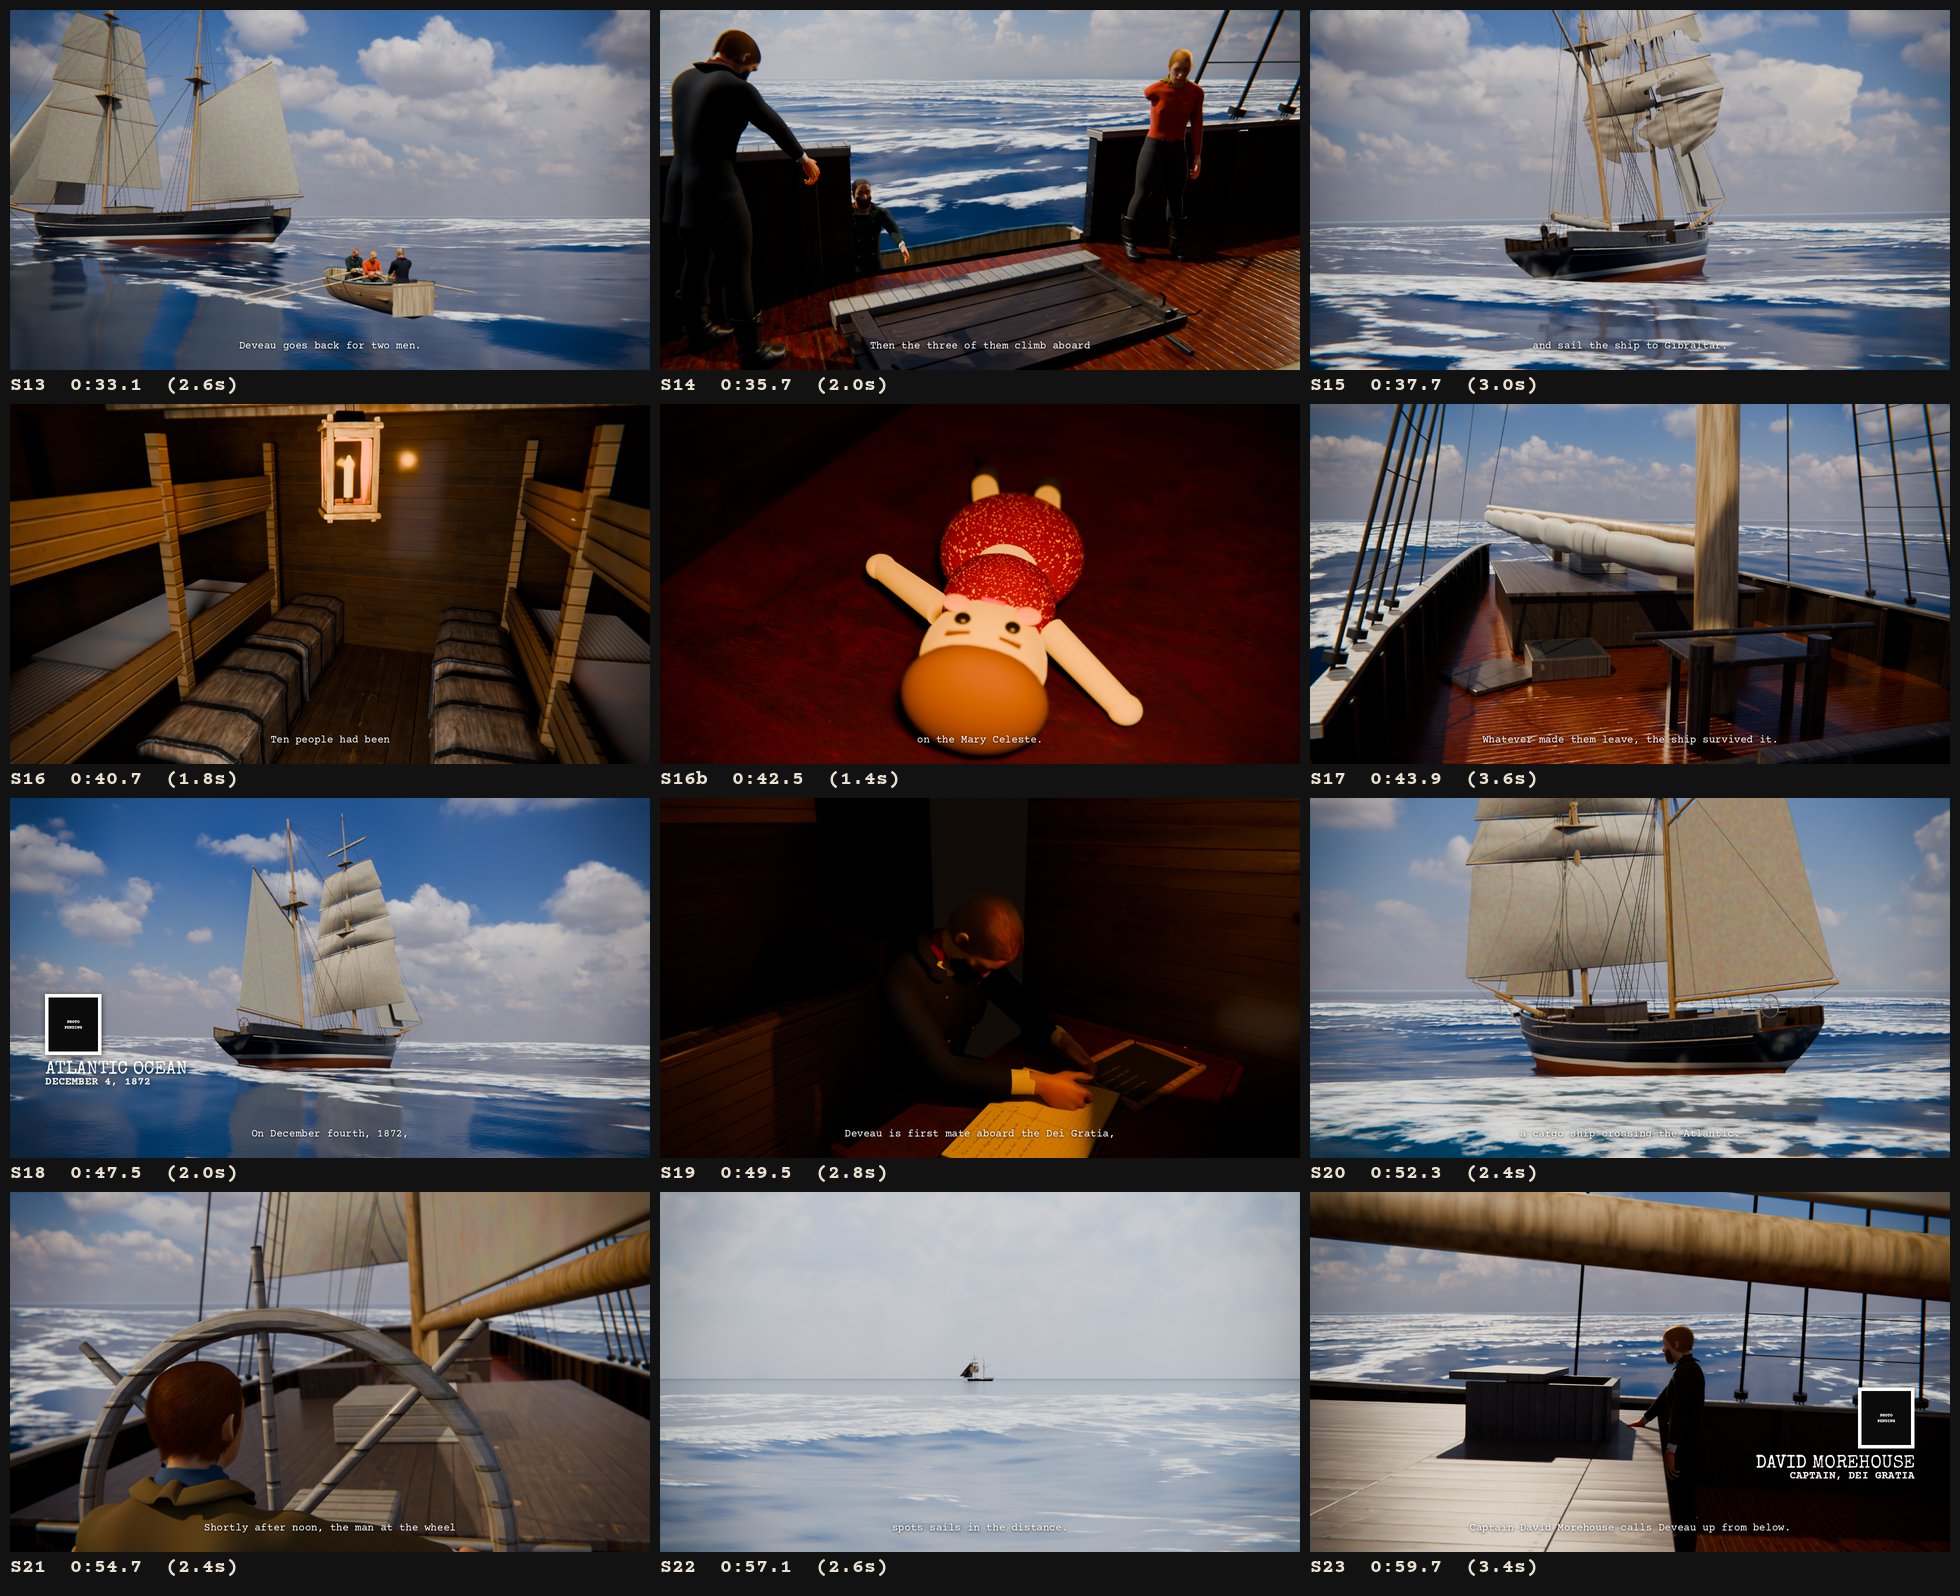 Deveau goes back for two men.
S13 0:33.1 (2.6s)
Then the three of them climb aboard
S14 0:35.7 (2.0s)
and sail the ship to Gibraltar.
S15 0:37.7 (3.0s)
Ten people had been
S16 0:40.7 (1.8s)
on the Mary Celeste.
S16b 0:42.5 (1.4s)
Whatever made them leave, the ship survived it.
S17 0:43.9 (3.6s)
PHOTO
PENDING
ATLANTIC OCEAN
DECEMBER 4, 1872
On December fourth, 1872,
S18 0:47.5 (2.0s)
Deveau is first mate aboard the Dei Gratia,
S19 0:49.5 (2.8s)
a cargo ship crossing the Atlantic.
S20 0:52.3 (2.4s)
Shortly after noon, the man at the wheel
S21 0:54.7 (2.4s)
spots sails in the distance.
S22 0:57.1 (2.6s)
PHOTO
PENDING
DAVID MOREHOUSE
CAPTAIN, DEI GRATIA
Captain David Morehouse calls Deveau up from below.
S23 0:59.7 (3.4s)